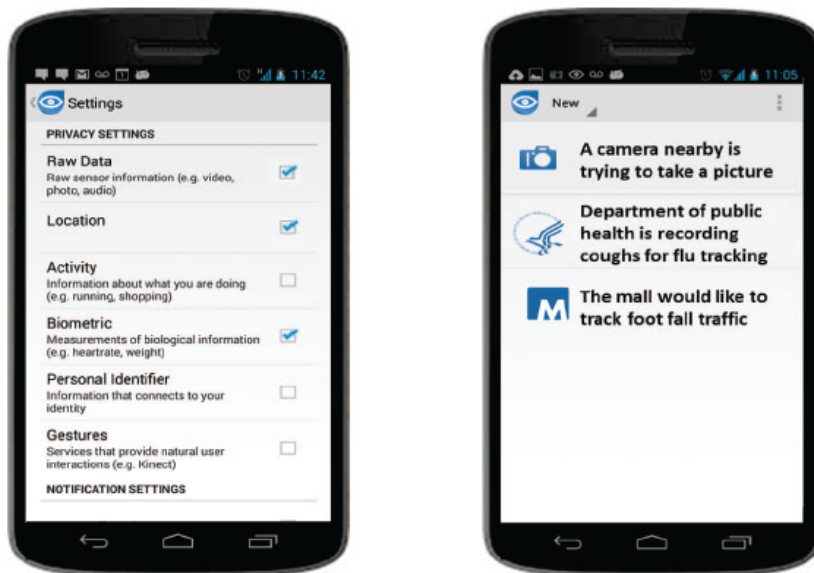 11:42
Settings
PRIVACY SETTINGS
Raw Data
Raw sensor information (e.g. video,
photo, audio)
Location
Activity
Information about what you are doing
(e.g. running, shopping)
Biometric
Measurements of biological information
(e.g. heartrate, weight)
Personal Identifier
Information that connects to your
identity
Gestures
Services that provide natural user
interactions (e.g. Kinect)
NOTIFICATION SETTINGS
11:05
New
A camera nearby is
trying to take a picture
Department of public
health is recording
coughs for flu tracking
M
The mall would like to
track foot fall traffic